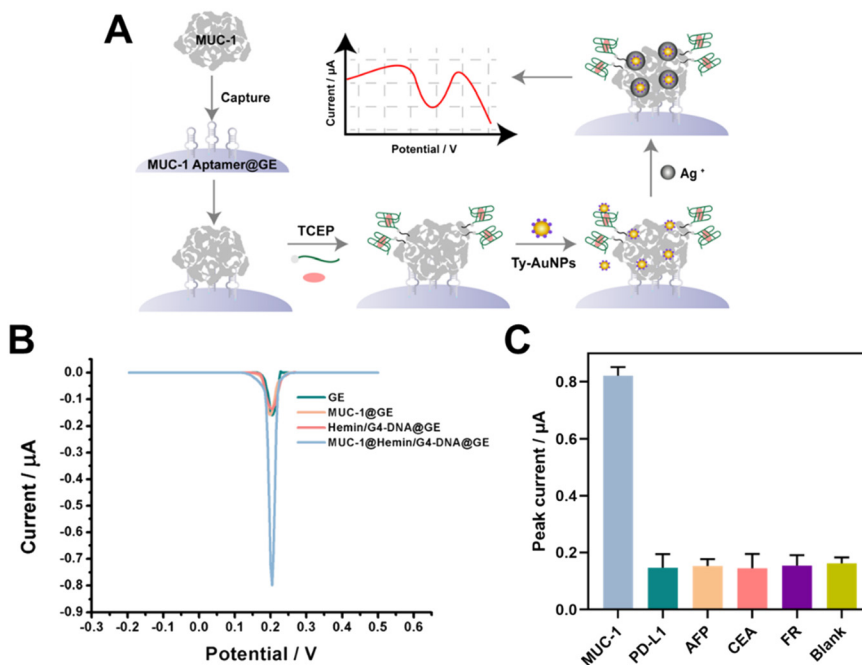 A
MUC-1
Capture
MUC-1 Aptamer@GE
Current / µA
Potential / V
TCEP
Ty-AuNPs
Ag +
B
0.0
-0.1
-0.2
-0.3
-0.4
-0.5
-0.6
-0.7
-0.8
-0.9
-0.3 -0.2 -0.1 0.0 0.1 0.2 0.3 0.4 0.5 0.6
Current / µA
Potential / V
GE
MUC-1@GE
Hemin/G4-DNA@GE
MUC-1@Hemin/G4-DNA@GE
C
Peak current / µA
0.8
0.6
0.4
0.2
0.0
MUC-1 PD-L1 AFP CEA FR Blank